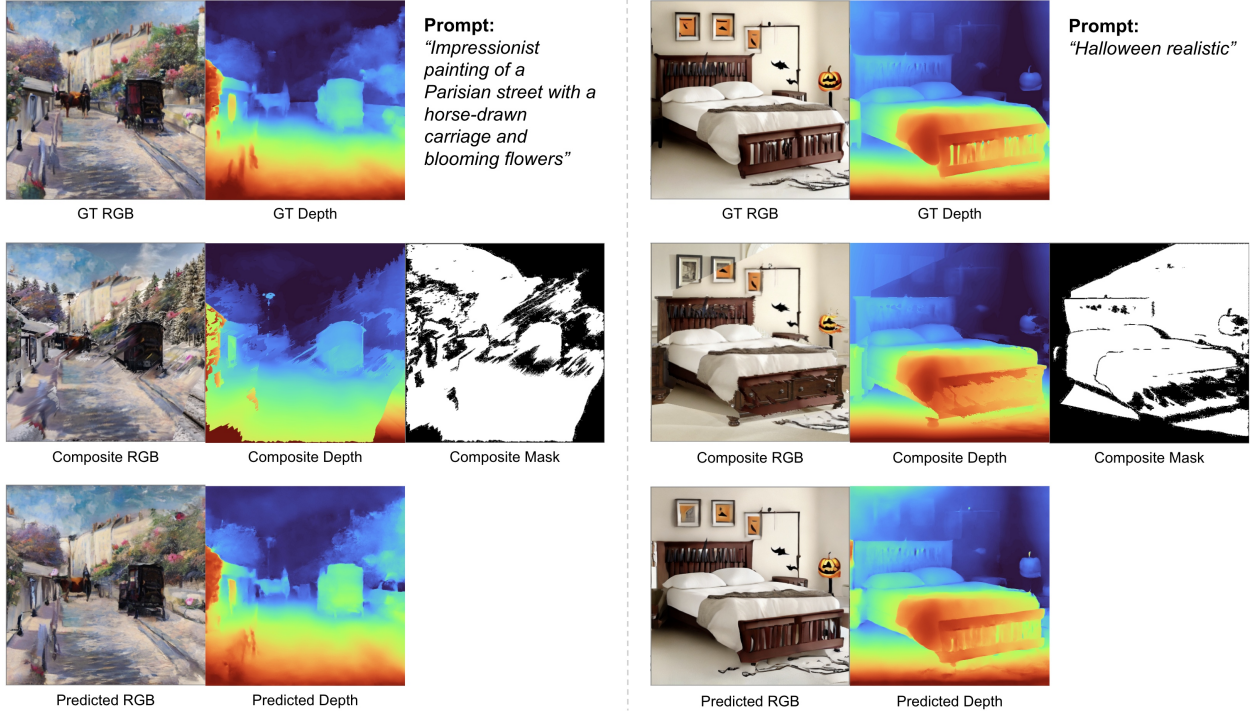 Prompt:
“Impressionist
painting of a
Parisian street with a
horse-drawn
carriage and
blooming flowers”
GT RGB
GT Depth
Composite RGB
Composite Depth
Composite Mask
Predicted RGB
Predicted Depth
Prompt:
“Halloween realistic”
GT RGB
GT Depth
Composite RGB
Composite Depth
Composite Mask
Predicted RGB
Predicted Depth